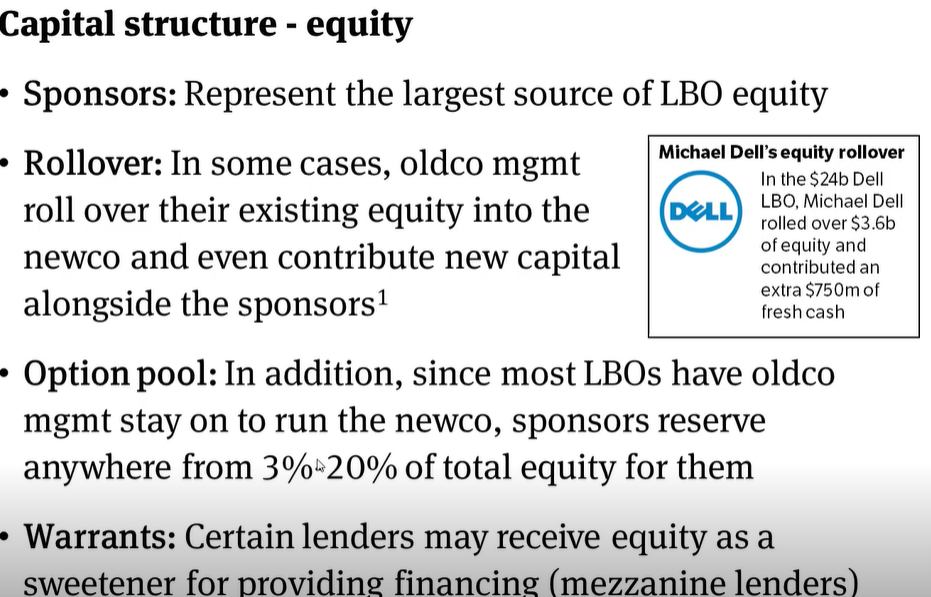 Capital structure - equity
• Sponsors: Represent the largest source of LBO equity
• Rollover: In some cases, oldco mgmt
roll over their existing equity into the
newco and even contribute new capital
alongside the sponsors¹
Michael Dell's equity rollover
DELL
In the $24b Dell
LBO, Michael Dell
rolled over $3.6b
of equity and
contributed an
extra $750m of
fresh cash
• Option pool: In addition, since most LBOs have oldco
mgmt stay on to run the newco, sponsors reserve
anywhere from 3%-20% of total equity for them
• Warrants: Certain lenders may receive equity as a
sweetener for providing financing (mezzanine lenders)